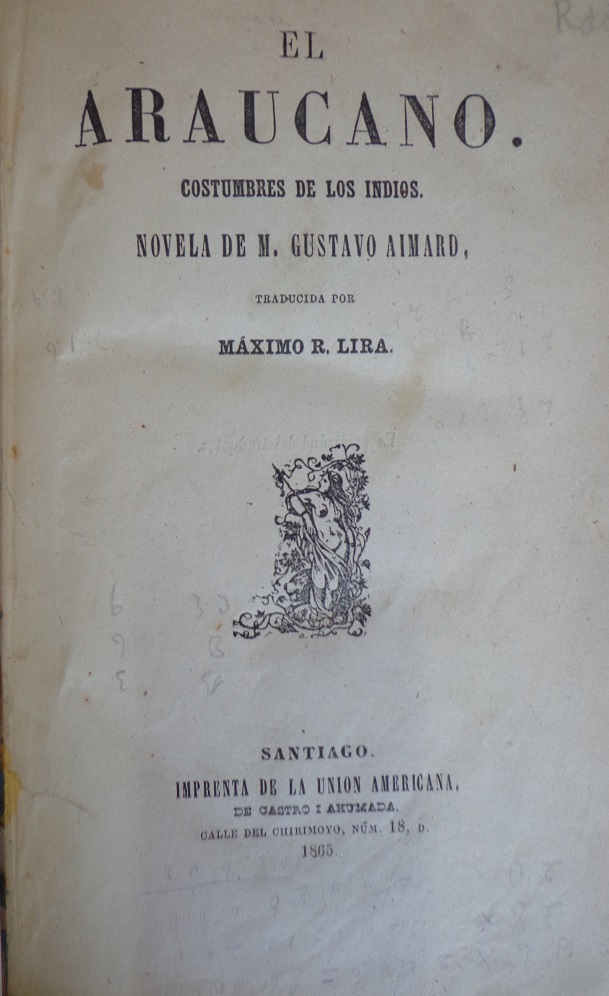 EL
ARAUCANO.
COSTUMBRES DE LOS INDIOS.
NOVELA DE M. GUSTAVO AIMARD,
TRADUCIDA POR
MÁXIMO R. LIRA.
SANTIAGO.
IMPRENTA DE LA UNION AMERICANA,
DE CASTRO I AHUMADA.
CALLE DEL CHIRIMOYO, NÚM. 18, D.
1865.